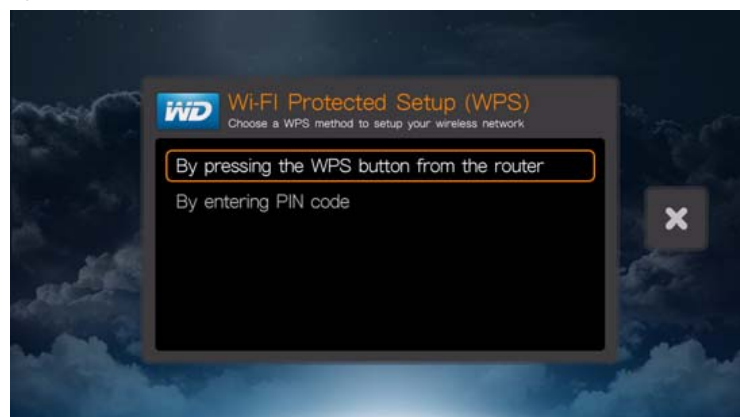 WD
Wi-FI Protected Setup (WPS)
Choose a WPS method to setup your wireless network
By pressing the WPS button from the router
By entering PIN code